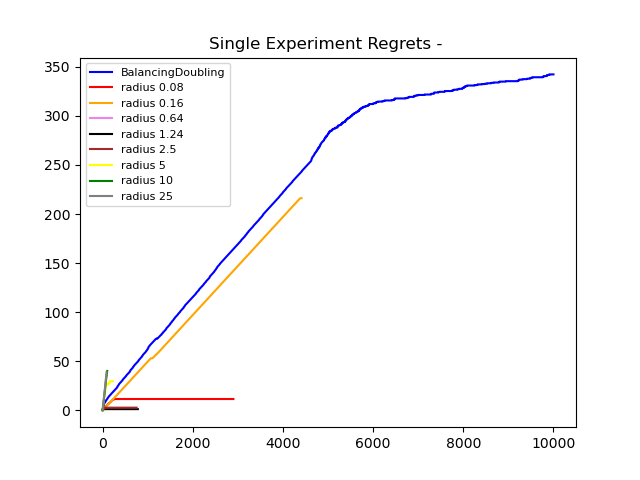 Single Experiment Regrets -
BalancingDoubling
radius 0.08
radius 0.16
radius 0.64
radius 1.24
radius 2.5
radius 5
radius 10
radius 25
350
300
250
200
150
100
50
0
0 2000 4000 6000 8000 10000